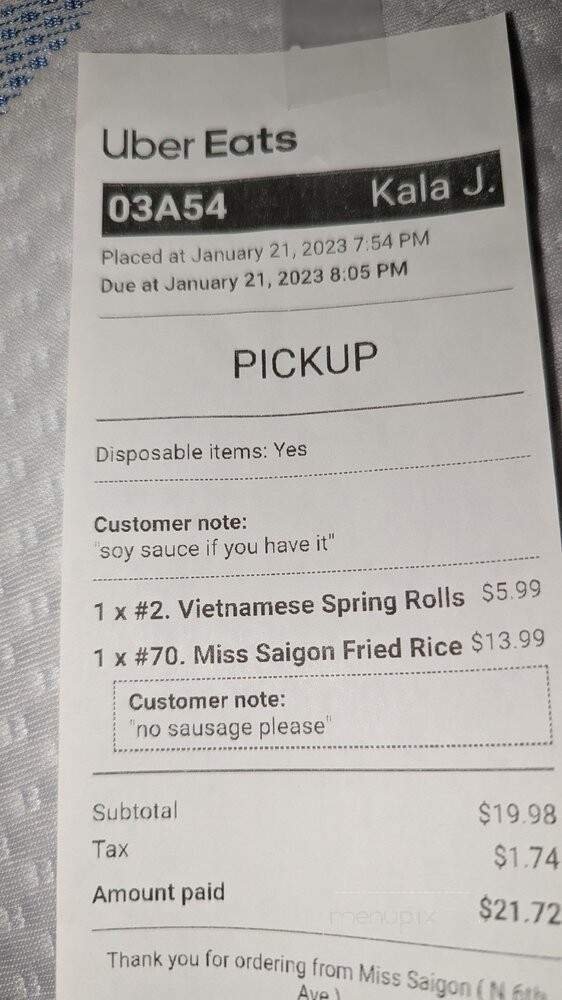 Uber Eats
03A54 Kala J.
Placed at January 21, 2023 7:54 PM
Due at January 21, 2023 8:05 PM
PICKUP
Disposable items: Yes
Customer note:
"soy sauce if you have it"
1 x #2. Vietnamese Spring Rolls $5.99
1 x #70. Miss Saigon Fried Rice $13.99
Customer note:
"no sausage please"
Subtotal $19.98
Tax $1.74
Amount paid $21.72
menupix
Thank you for ordering from Miss Saigon ( N 6th
Ave )